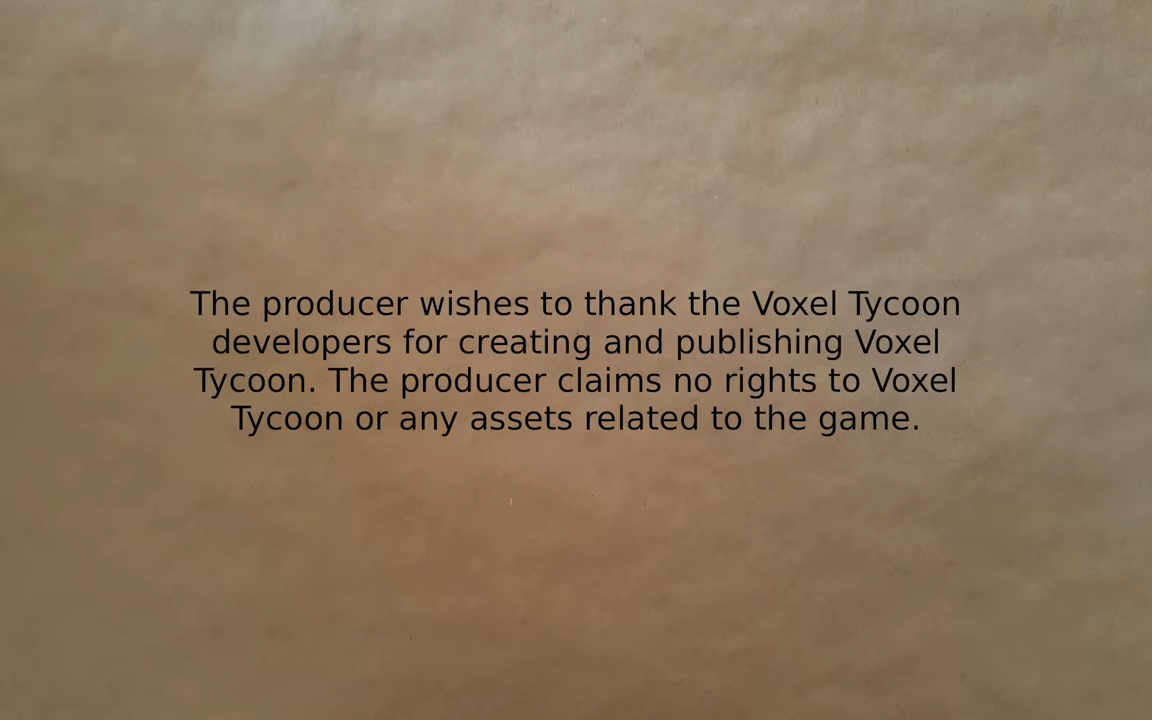 The producer wishes to thank the Voxel Tycoon
developers for creating and publishing Voxel
Tycoon. The producer claims no rights to Voxel
Tycoon or any assets related to the game.